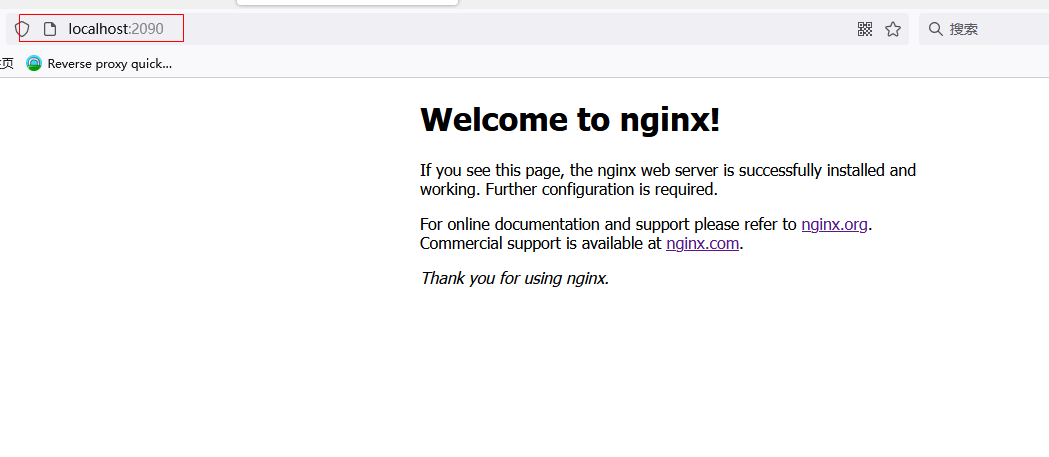 localhost:2090
搜索
页
Reverse proxy quick...
Welcome to nginx!
If you see this page, the nginx web server is successfully installed and
working. Further configuration is required.
For online documentation and support please refer to nginx.org.
Commercial support is available at nginx.com.
Thank you for using nginx.